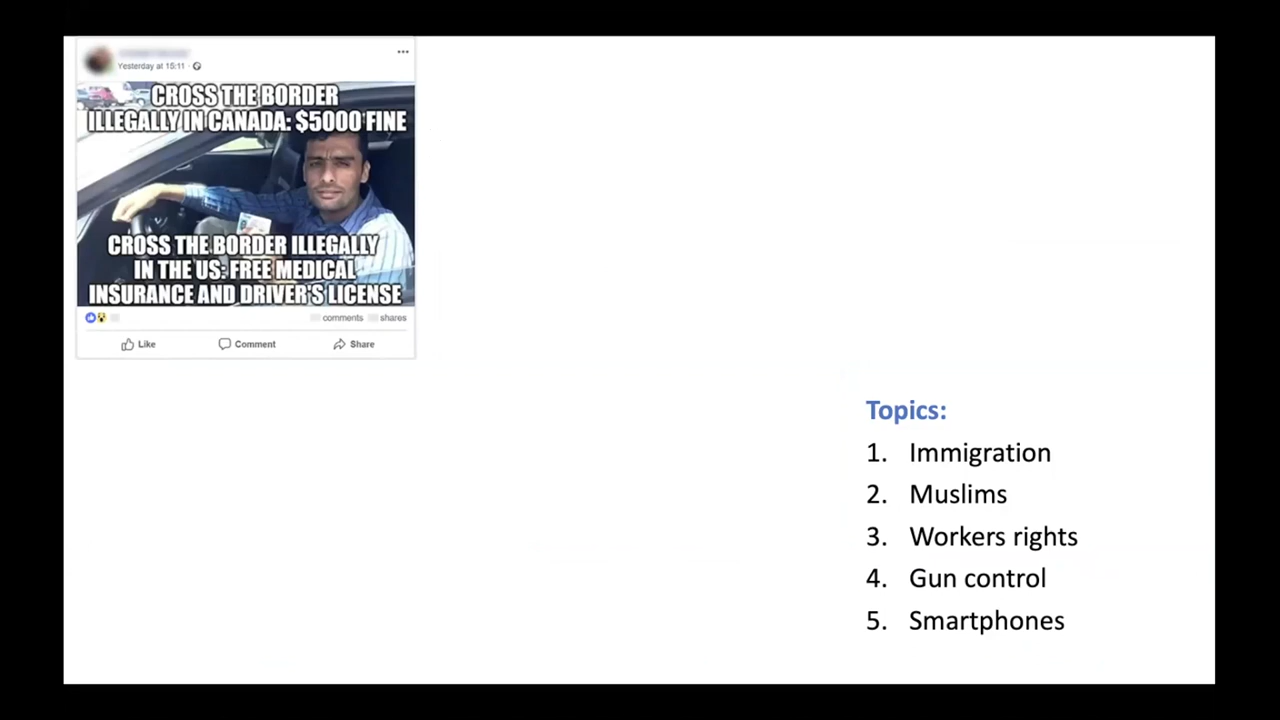 Yesterday at 15:11 ·
CROSS THE BORDER
ILLEGALLY IN CANADA: $5000 FINE
CROSS THE BORDER ILLEGALLY
IN THE US: FREE MEDICAL
INSURANCE AND DRIVER'S LICENSE
comments shares
Like Comment Share
Topics:
1. Immigration
2. Muslims
3. Workers rights
4. Gun control
5. Smartphones